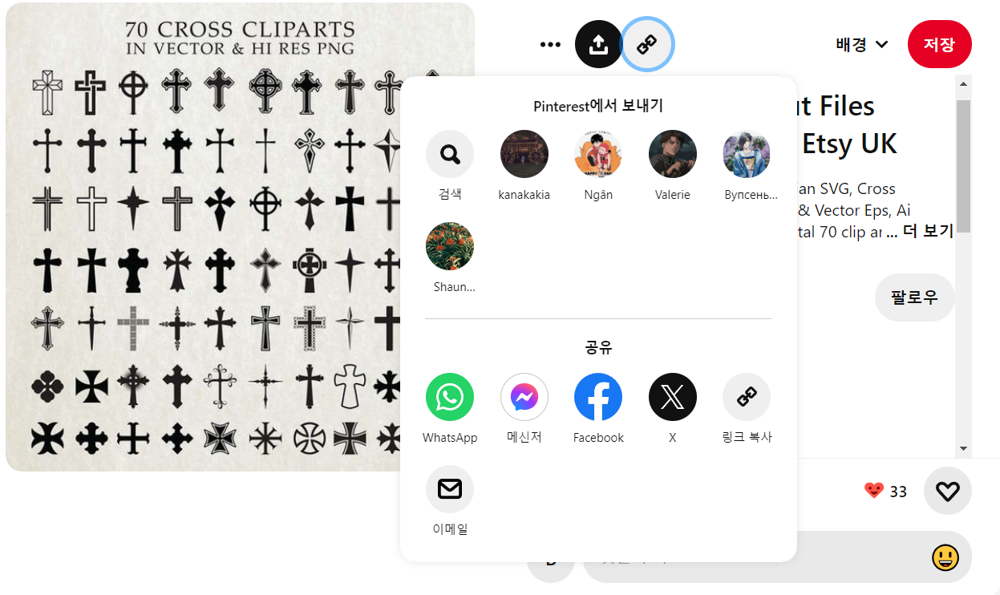 70 CROSS CLIPARTS
IN VECTOR & HI RES PNG
배경
저장
Pinterest에서 보내기
검색
kanakakia
Ngân
Valerie
Вупсень...
Shaun...
공유
WhatsApp
메신저
Facebook
X
링크 복사
이메일
Files
Etsy UK
SVG, Cross
& Vector Eps, Ai
70 clip
... 더 보기
팔로우
33